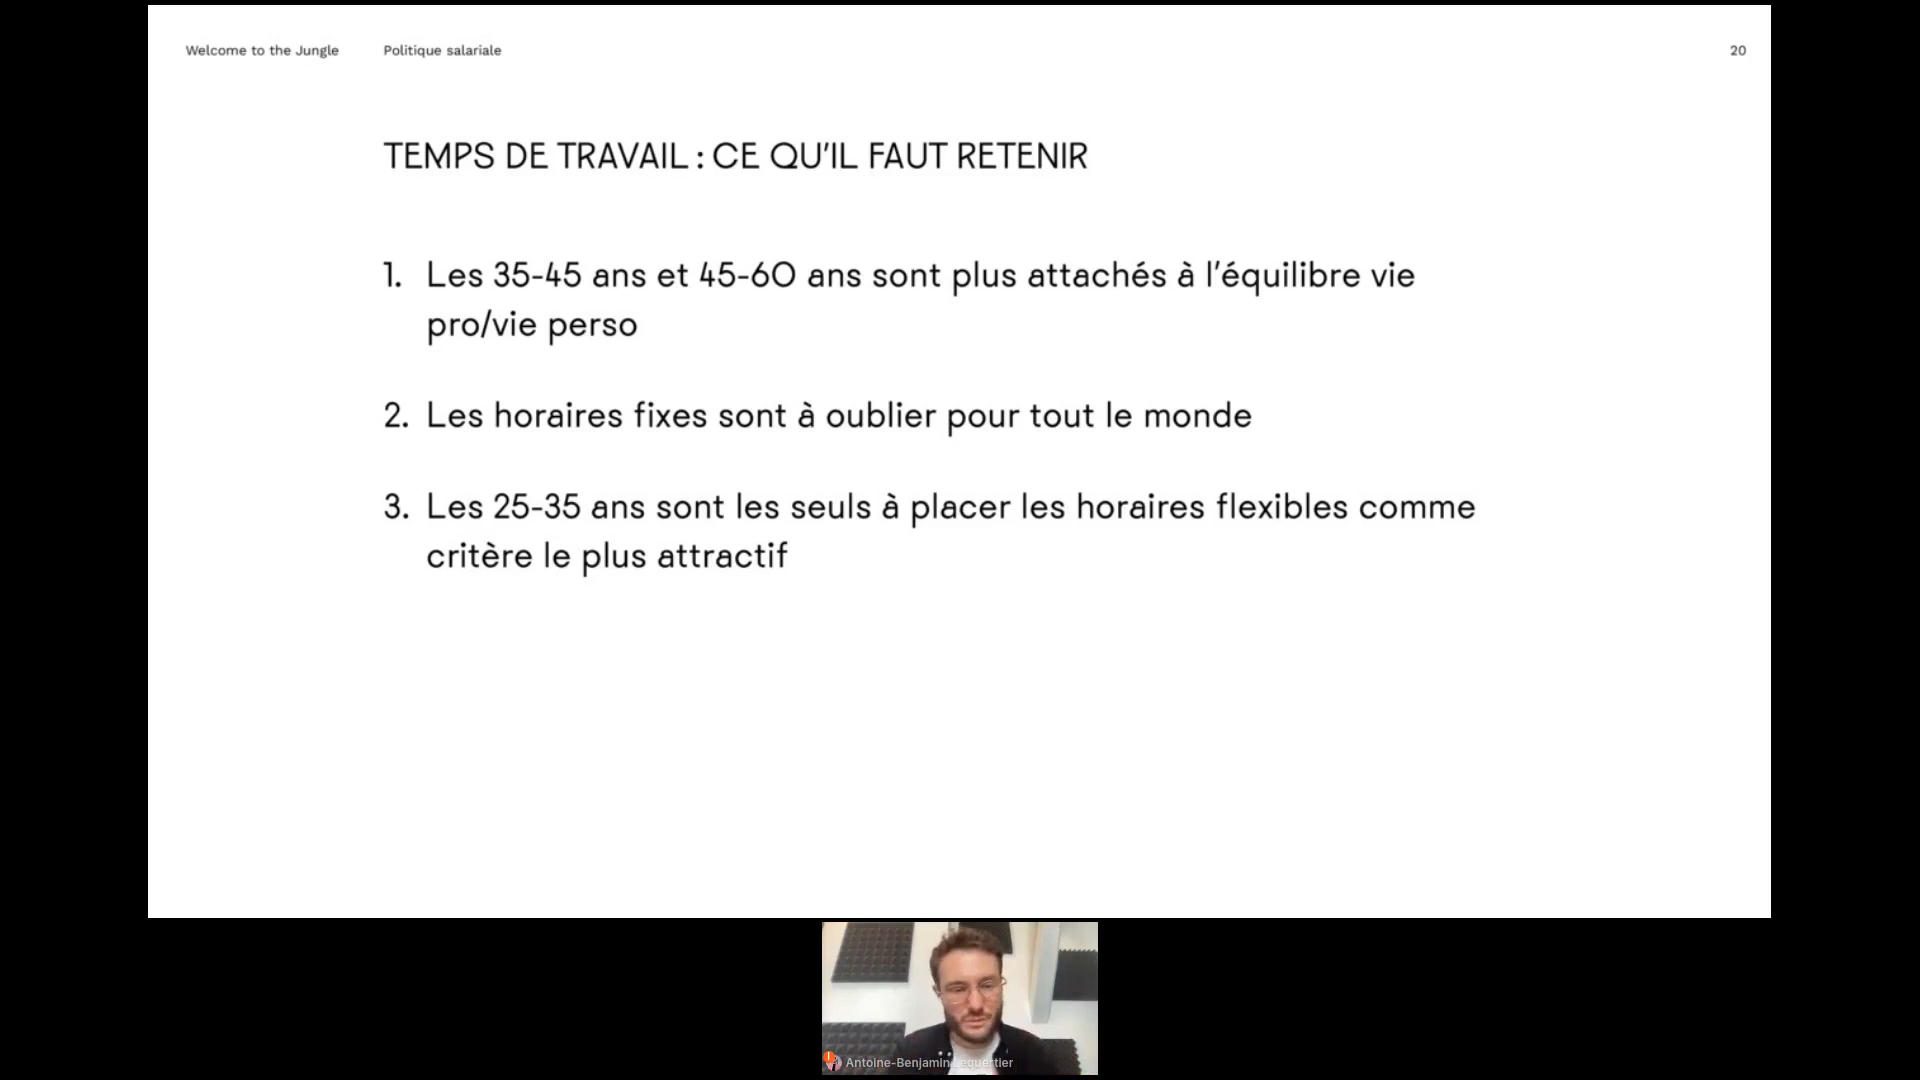 Welcome to the Jungle
Politique salariale
20
TEMPS DE TRAVAIL : CE QU'IL FAUT RETENIR
1. Les 35-45 ans et 45-60 ans sont plus attachés à l'équilibre vie
pro/vie perso
2. Les horaires fixes sont à oublier pour tout le monde
3. Les 25-35 ans sont les seuls à placer les horaires flexibles comme
critère le plus attractif
Antoine-Benjamin Lequertier